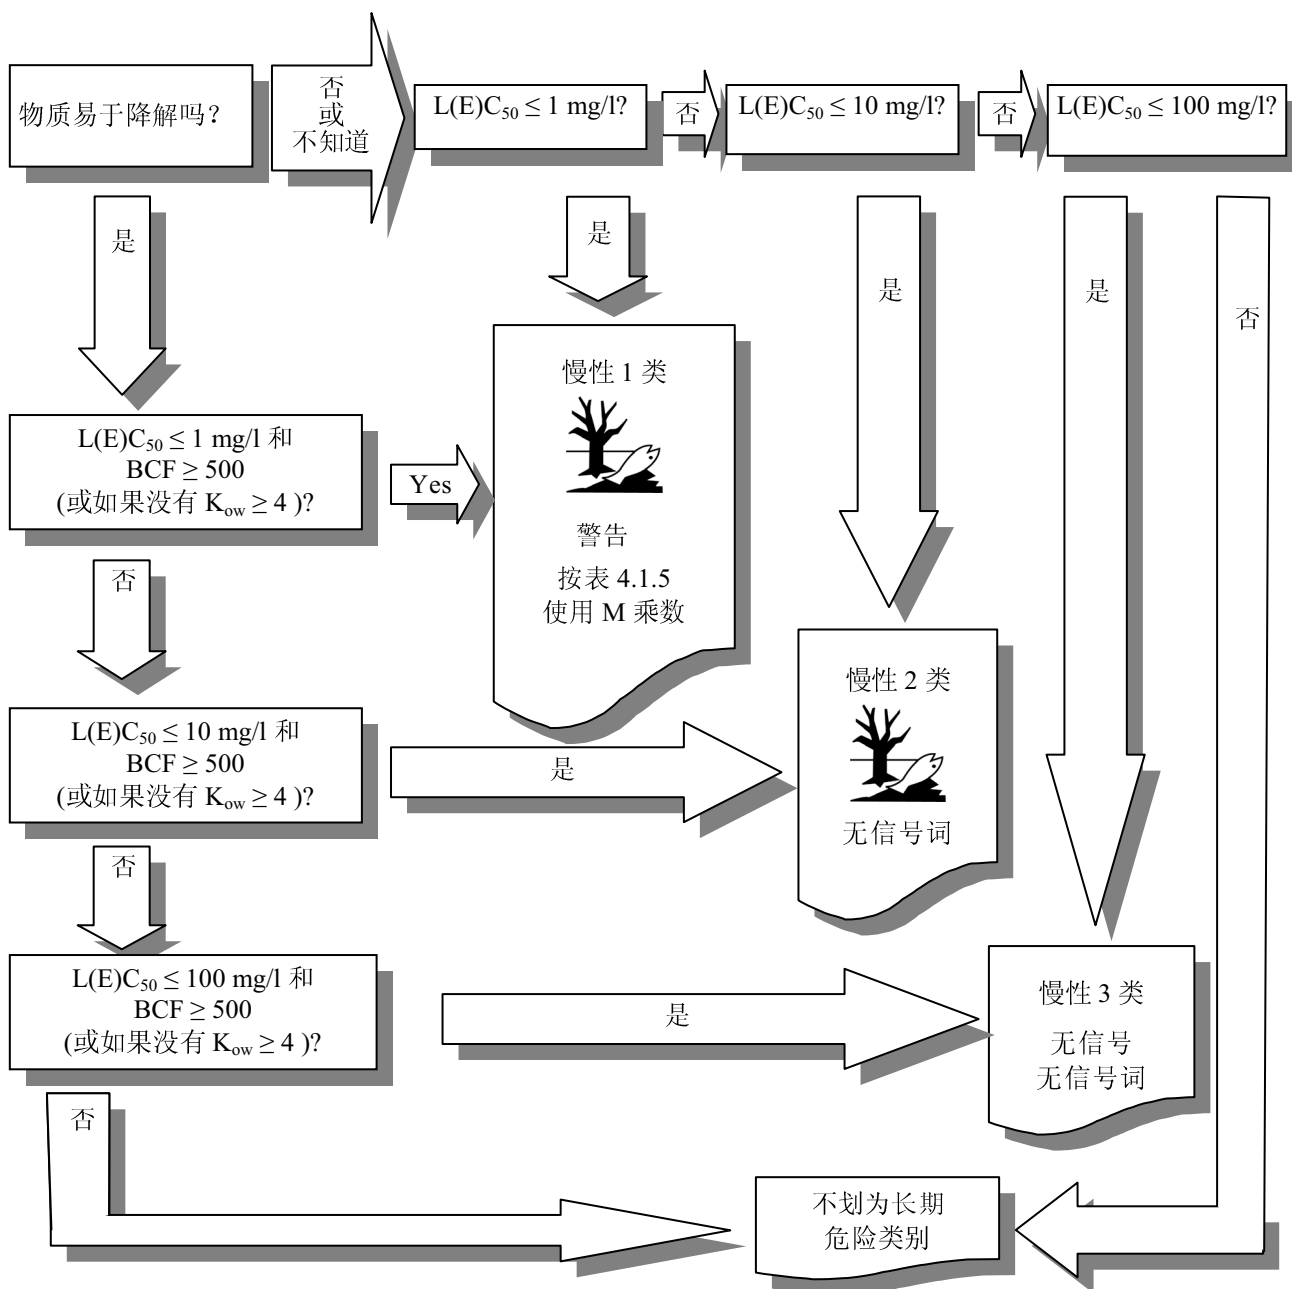 物质易于降解吗？
否
或
不知道
L(E)C₅₀ ≤ 1 mg/l?
否
L(E)C₅₀ ≤ 10 mg/l?
否
L(E)C₅₀ ≤ 100 mg/l?
是
是
是
是
否
慢性 1 类
警告
按表 4.1.5
使用 M 乘数
L(E)C₅₀ ≤ 1 mg/l 和
BCF ≥ 500
(或如果没有 Kₒw ≥ 4 )?
Yes
否
慢性 2 类
无信号词
L(E)C₅₀ ≤ 10 mg/l 和
BCF ≥ 500
(或如果没有 Kₒw ≥ 4 )?
是
否
L(E)C₅₀ ≤ 100 mg/l 和
BCF ≥ 500
(或如果没有 Kₒw ≥ 4 )?
是
慢性 3 类
无信号
无信号词
否
不划为长期
危险类别